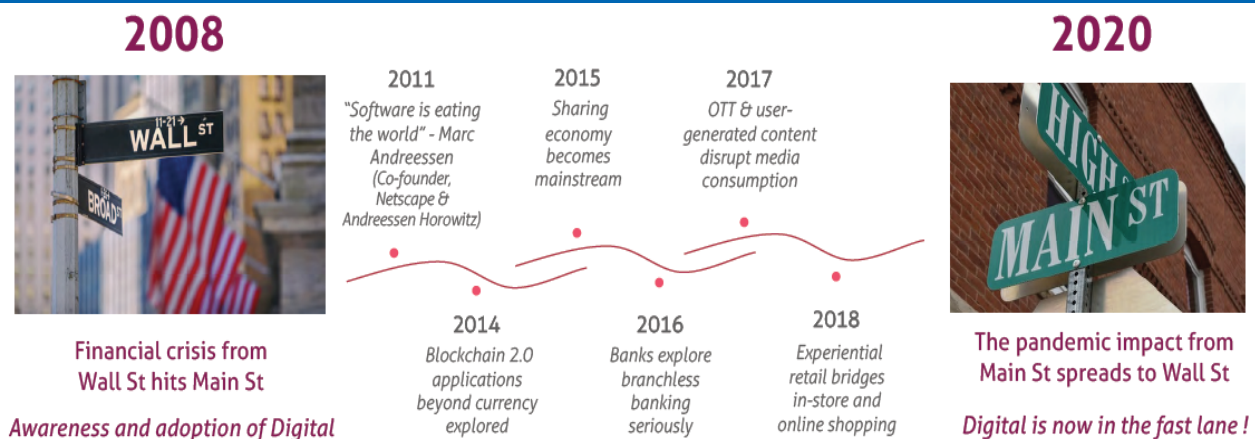 2008
2020
11-21→
WALL ST
BROAD ST
2011
"Software is eating
the world" - Marc
Andreessen
(Co-founder,
Netscape &
Andreessen Horowitz)
2015
Sharing
economy
becomes
mainstream
2017
OTT & user-
generated content
disrupt media
consumption
HIGH
MAIN ST
2014
Blockchain 2.0
applications
beyond currency
explored
2016
Banks explore
branchless
banking
seriously
2018
Experiential
retail bridges
in-store and
online shopping
Financial crisis from
Wall St hits Main St
Awareness and adoption of Digital
The pandemic impact from
Main St spreads to Wall St
Digital is now in the fast lane !